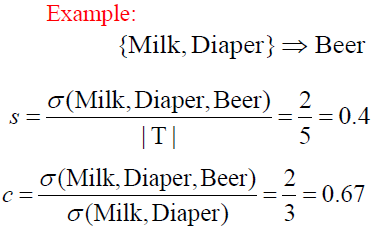 Example:
{Milk, Diaper} ⇒ Beer
s = σ(Milk, Diaper, Beer) / | T | = 2/5 = 0.4
c = σ(Milk, Diaper, Beer) / σ(Milk, Diaper) = 2/3 = 0.67